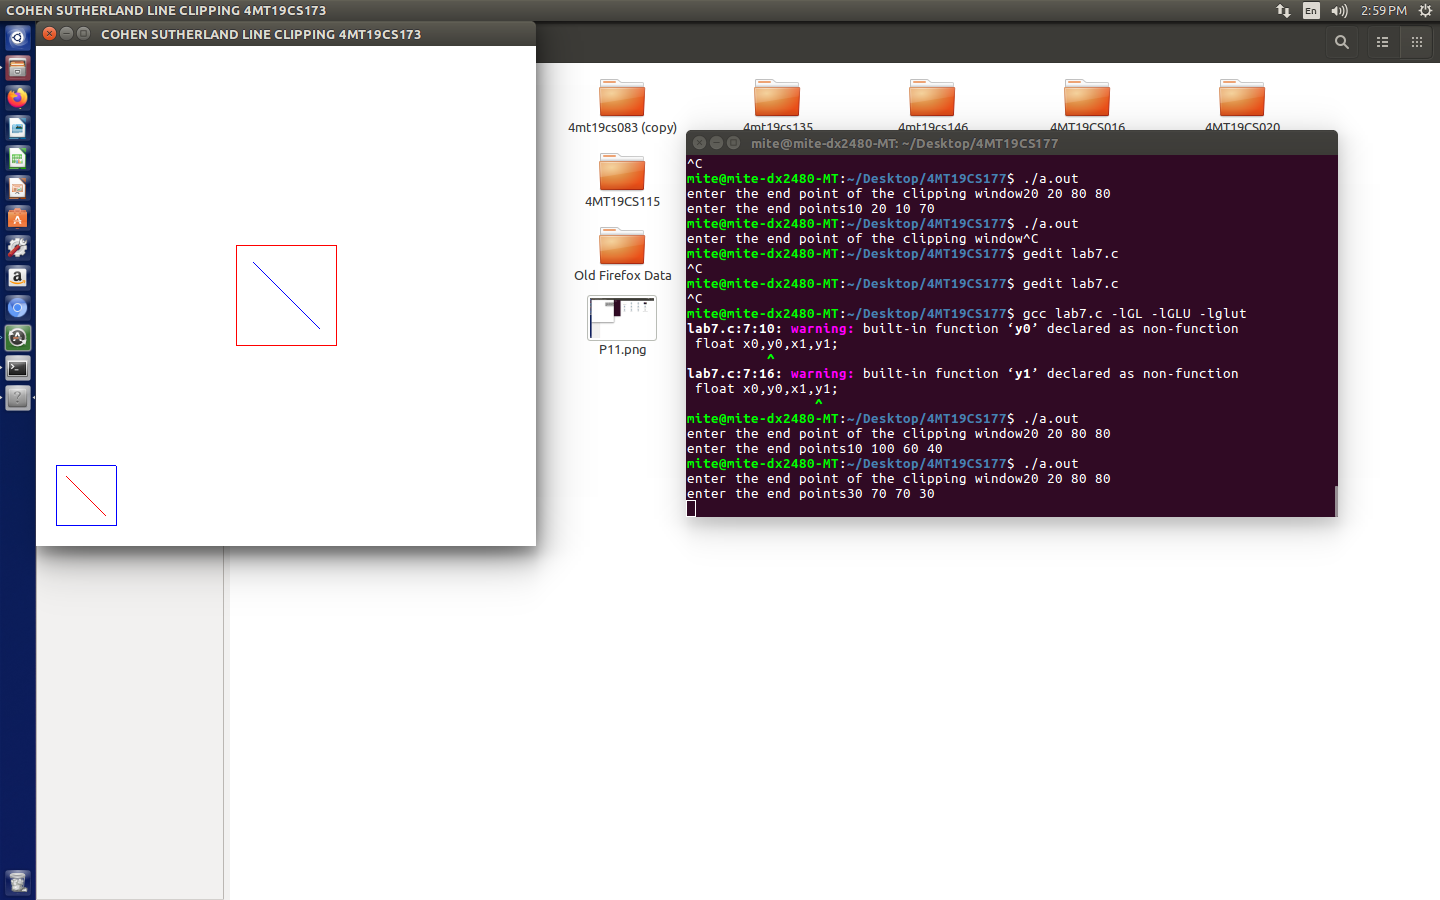 COHEN SUTHERLAND LINE CLIPPING 4MT19CS173
En
2:59 PM
COHEN SUTHERLAND LINE CLIPPING 4MT19CS173
4mt19cs083 (copy)
4mt19cs135
4mt19cs146
4MT19CS016
4MT19CS020
4MT19CS115
Old Firefox Data
P11.png
mite@mite-dx2480-MT: ~/Desktop/4MT19CS177
^C
mite@mite-dx2480-MT:~/Desktop/4MT19CS177$ ./a.out
enter the end point of the clipping window20 20 80 80
enter the end points10 20 10 70
mite@mite-dx2480-MT:~/Desktop/4MT19CS177$ ./a.out
enter the end point of the clipping window^C
mite@mite-dx2480-MT:~/Desktop/4MT19CS177$ gedit lab7.c
^C
mite@mite-dx2480-MT:~/Desktop/4MT19CS177$ gedit lab7.c
^C
mite@mite-dx2480-MT:~/Desktop/4MT19CS177$ gcc lab7.c -lGL -lGLU -lglut
lab7.c:7:10: warning: built-in function ‘y0’ declared as non-function
float x0,y0,x1,y1;
^
lab7.c:7:16: warning: built-in function ‘y1’ declared as non-function
float x0,y0,x1,y1;
^
mite@mite-dx2480-MT:~/Desktop/4MT19CS177$ ./a.out
enter the end point of the clipping window20 20 80 80
enter the end points10 100 60 40
mite@mite-dx2480-MT:~/Desktop/4MT19CS177$ ./a.out
enter the end point of the clipping window20 20 80 80
enter the end points30 70 70 30